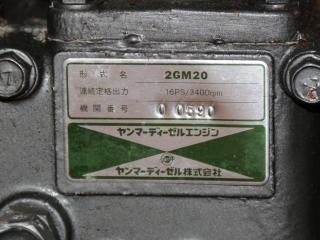 形式名 2GM20
連続定格出力 16PS/3400rpm
機関番号 00590
ヤンマーディーゼルエンジン
ヤンマーディーゼル株式会社